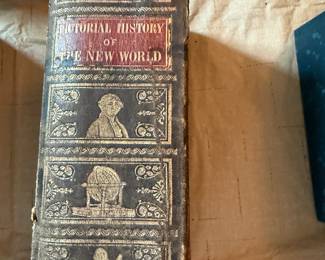 PICTORIAL HISTORY
OF
THE NEW WORLD